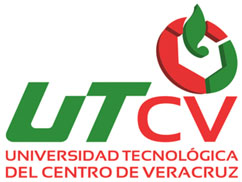 UTCV
UNIVERSIDAD TECNOLÓGICA
DEL CENTRO DE VERACRUZ